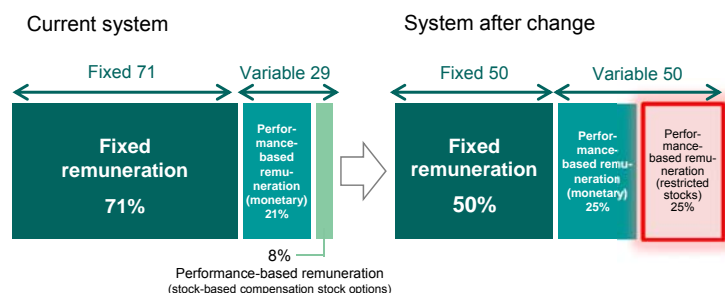 Current system
System after change
Fixed 71
Variable 29
Fixed 50
Variable 50
Fixed
remuneration
71%
Perfor-
mance-
based
remu-
neration
(monetary)
21%
Fixed
remuneration
50%
Perfor-
mance-
based remu-
neration
(monetary)
25%
Perfor-
mance-based
remuneration
(restricted
stocks)
25%
8%
Performance-based remuneration
(stock-based compensation stock options)